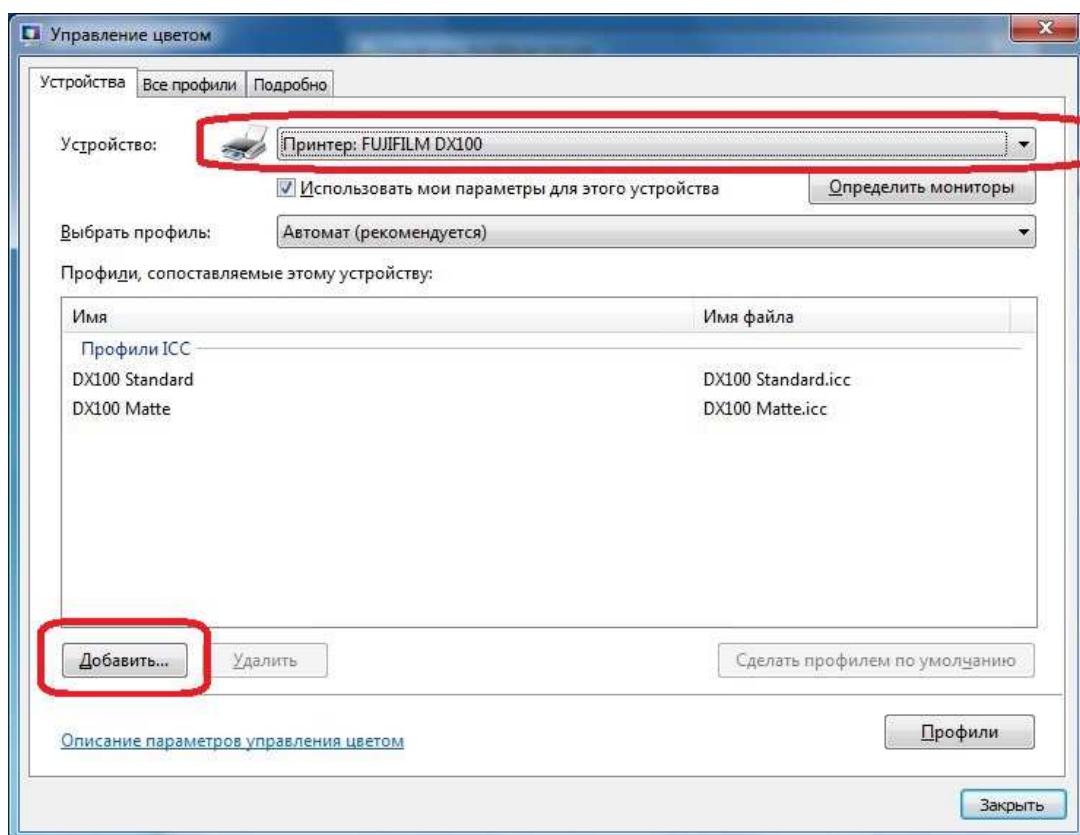 Управление цветом
Устройства Все профили Подробно
Устройство: Принтер: FUJIFILM DX100
Использовать мои параметры для этого устройства Определить мониторы
Выбрать профиль: Автомат (рекомендуется)
Профили, сопоставляемые этому устройству:
Имя Имя файла
Профили ICC
DX100 Standard DX100 Standard.icc
DX100 Matte DX100 Matte.icc
Добавить... Удалить Сделать профилем по умолчанию
Описание параметров управления цветом Профили
Закрыть